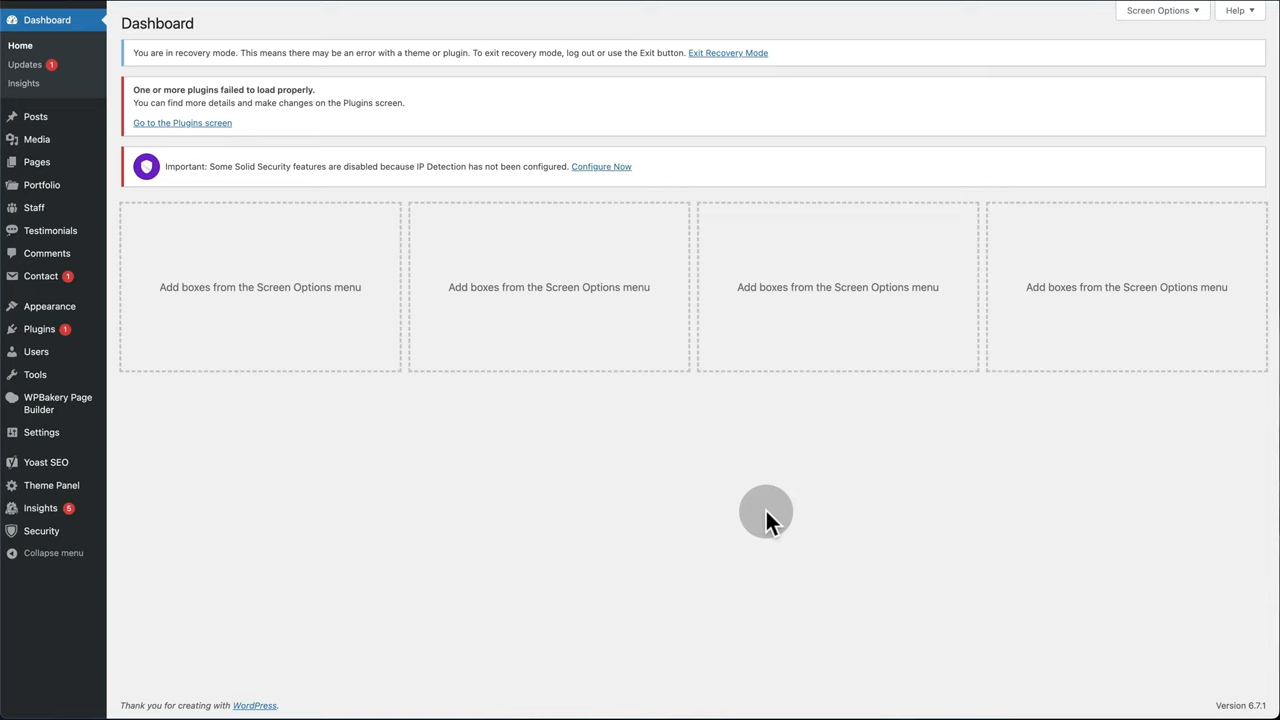 Dashboard
Home
Updates 1
Insights
Posts
Media
Pages
Portfolio
Staff
Testimonials
Comments
Contact 1
Appearance
Plugins 1
Users
Tools
WPBakery Page
Builder
Settings
Yoast SEO
Theme Panel
Insights 5
Security
Collapse menu
Screen Options
Help
Dashboard
You are in recovery mode. This means there may be an error with a theme or plugin. To exit recovery mode, log out or use the Exit button. Exit Recovery Mode
One or more plugins failed to load properly.
You can find more details and make changes on the Plugins screen.
Go to the Plugins screen
Important: Some Solid Security features are disabled because IP Detection has not been configured. Configure Now
Add boxes from the Screen Options menu
Add boxes from the Screen Options menu
Add boxes from the Screen Options menu
Add boxes from the Screen Options menu
Thank you for creating with WordPress.
Version 6.7.1